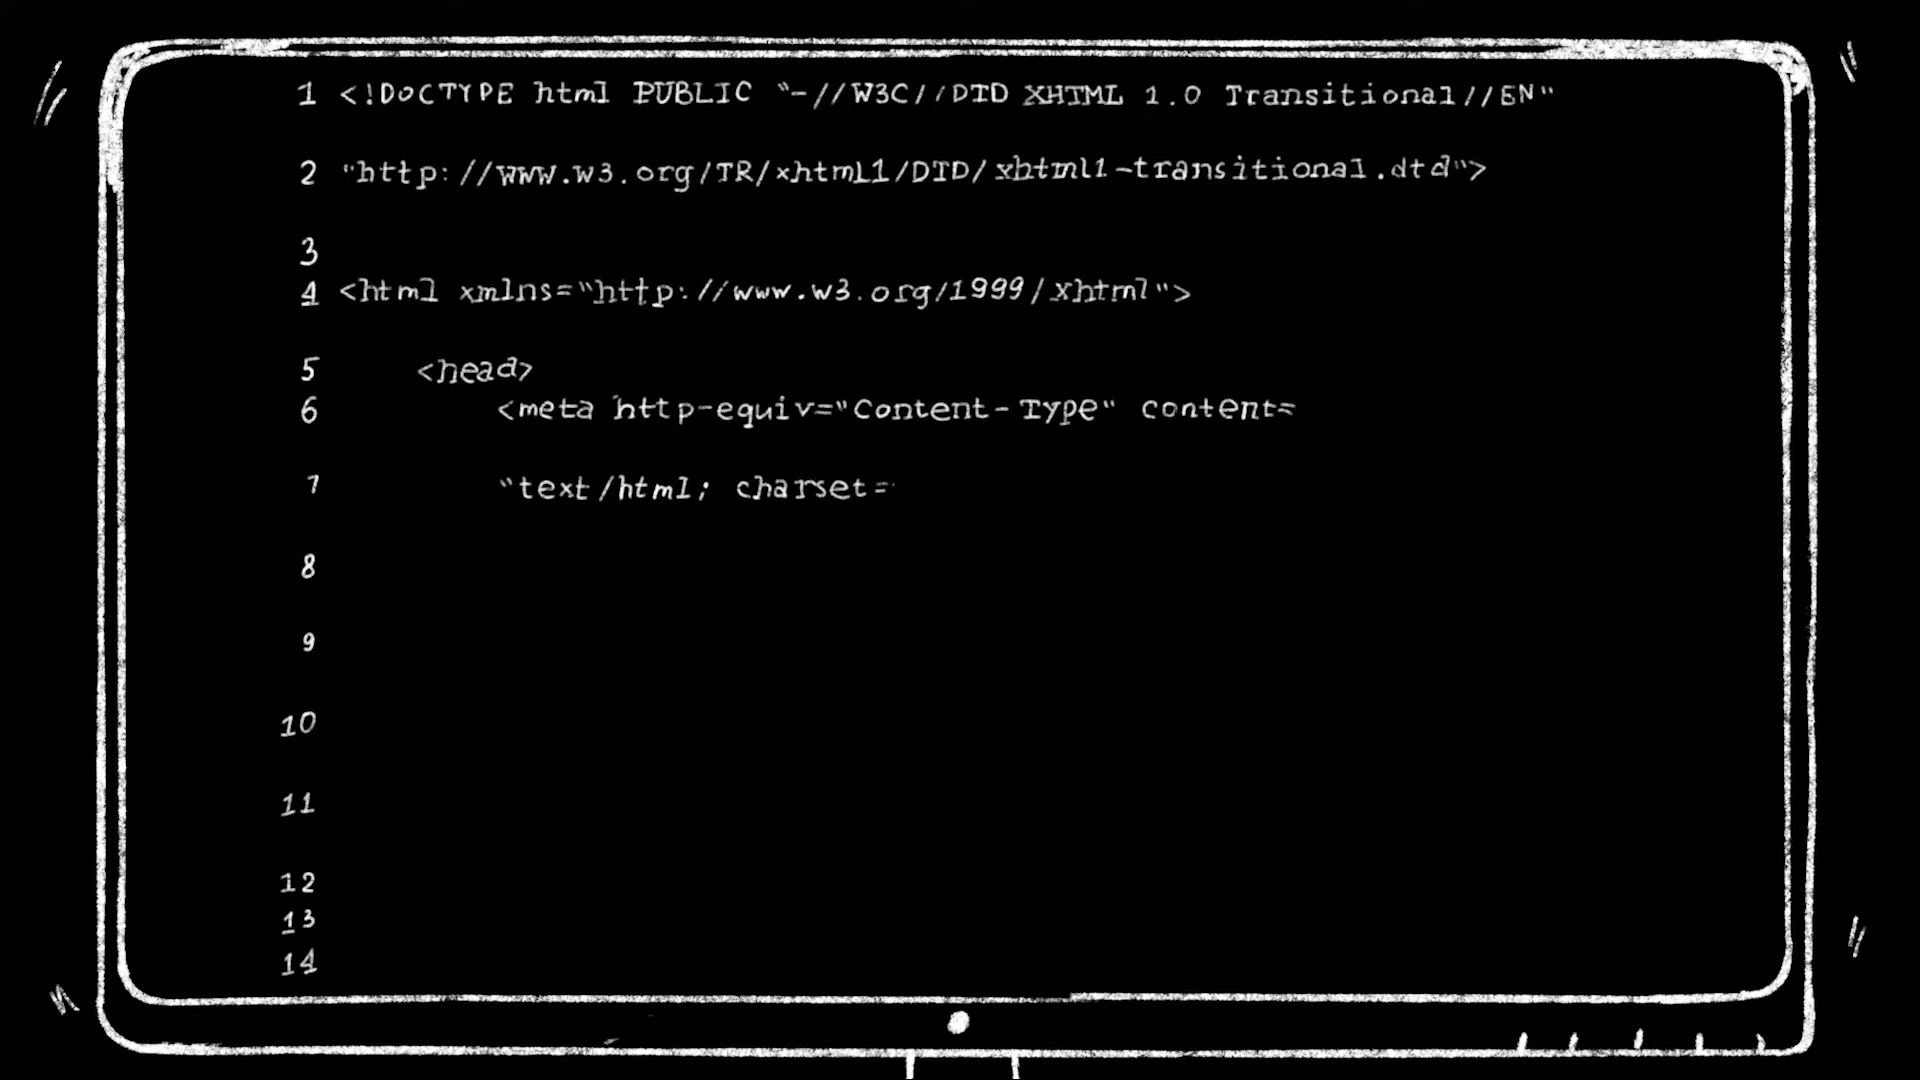 1 <!DOCTYPE html PUBLIC "-//W3C//DTD XHTML 1.0 Transitional//EN"
2 "http://www.w3.org/TR/xhtml1/DTD/xhtml1-transitional.dtd">
3
4 <html xmlns="http://www.w3.org/1999/xhtml">
5 <head>
6 <meta http-equiv="Content-Type" content=
7 "text/html; charset=
8
9
10
11
12
13
14